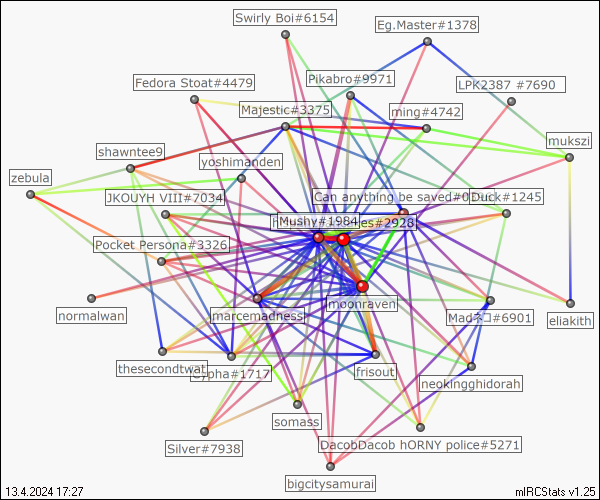 Swirly Boi#6154
Eg.Master#1378
Pikabro#9971
Fedora Stoat#4479
LPK2387 #7690
Majestic#3375
ming#4742
mukszi
shawntee9
yoshimanden
zebula
JKOUYH VIII#7034
Can anything be saved#0
Duck#1245
Mushy#1984
es#2928
Pocket Persona#3326
normalwan
moonraven
marcemadness
#6901
eliakith
thesecondtwat
Cypha#1717
frisout
neokingghidorah
somass
DacobDacob hORNY police#5271
Silver#7938
bigcitysamurai
13.4.2024 17:27
mIRCStats v1.25